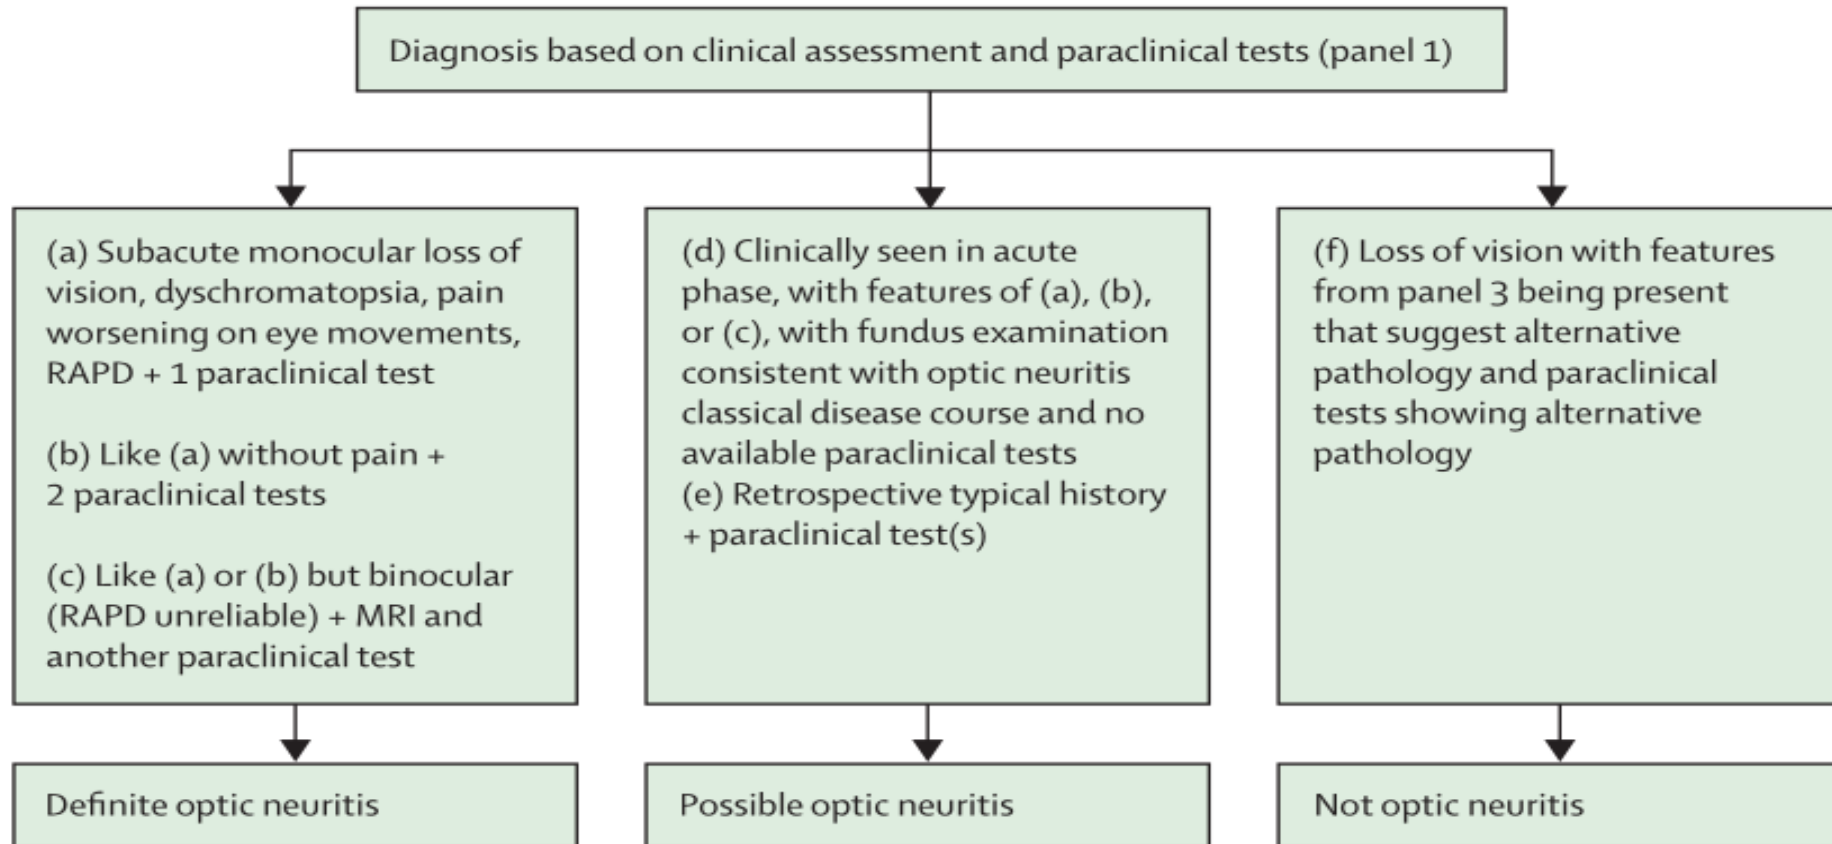 Diagnosis based on clinical assessment and paraclinical tests (panel 1)
(a) Subacute monocular loss of
vision, dyschromatopsia, pain
worsening on eye movements,
RAPD + 1 paraclinical test
(b) Like (a) without pain +
2 paraclinical tests
(c) Like (a) or (b) but binocular
(RAPD unreliable) + MRI and
another paraclinical test
(d) Clinically seen in acute
phase, with features of (a), (b),
or (c), with fundus examination
consistent with optic neuritis
classical disease course and no
available paraclinical tests
(e) Retrospective typical history
+ paraclinical test(s)
(f) Loss of vision with features
from panel 3 being present
that suggest alternative
pathology and paraclinical
tests showing alternative
pathology
Definite optic neuritis
Possible optic neuritis
Not optic neuritis